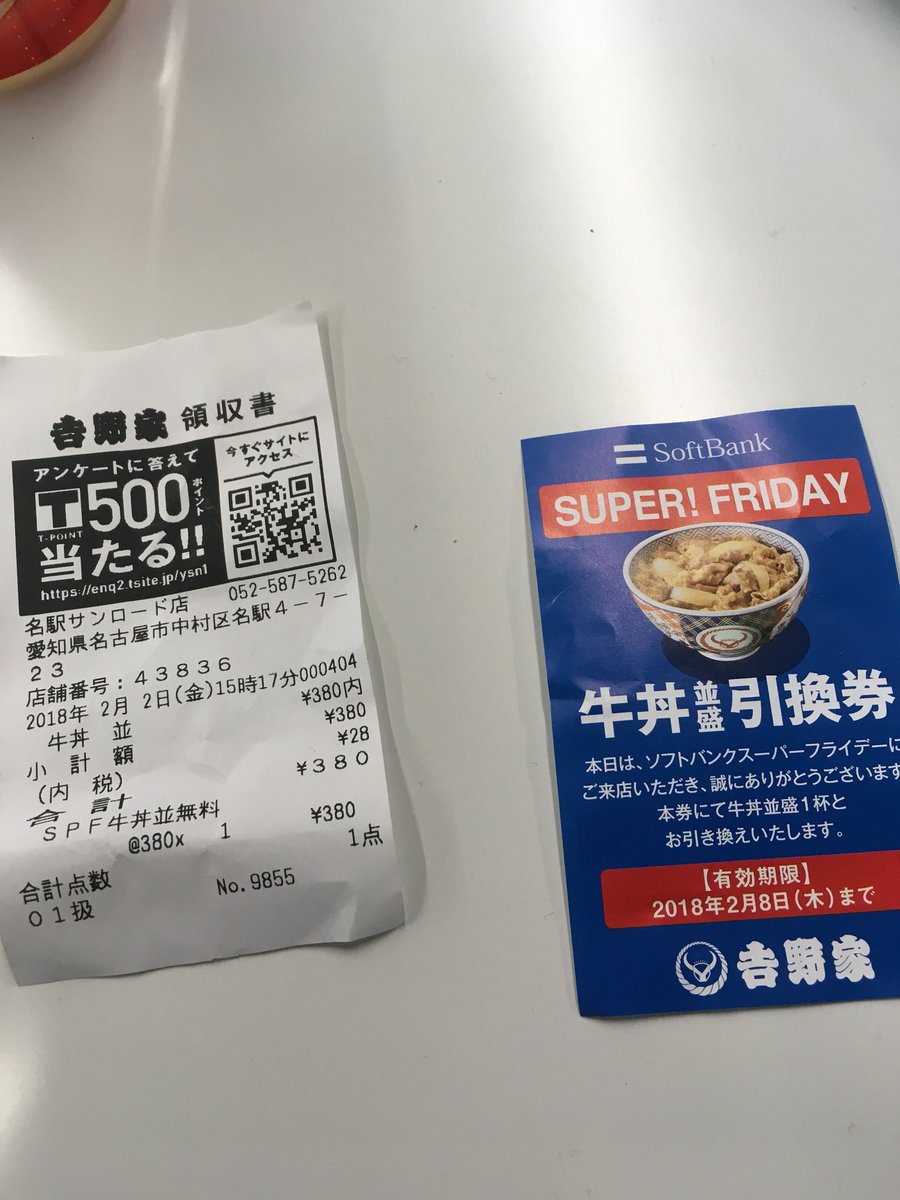 吉野家 領収書
アンケートに答えて
T 500 ポイント
T-POINT
当たる!!
https://enq2.tsite.jp/ysn1
今すぐサイトに
アクセス
052-587-5262
名駅サンロード店
愛知県名古屋市中村区名駅4-7-
23
店舗番号:43836
2018年 2月 2日(金)15時17分000404
牛丼 並 ¥380内
小 計 額 ¥380
(内 税) ¥28
合 計 ¥380
SPF牛丼並無料
@380x 1 ¥380
合計点数 1点
01扱 No.9855
SoftBank
SUPER! FRIDAY
牛丼並盛引換券
本日は、ソフトバンクスーパーフライデーに
ご来店いただき、誠にありがとうございます
本券にて牛丼並盛1杯と
お引き換えいたします。
【有効期限】
2018年2月8日(木)まで
吉野家